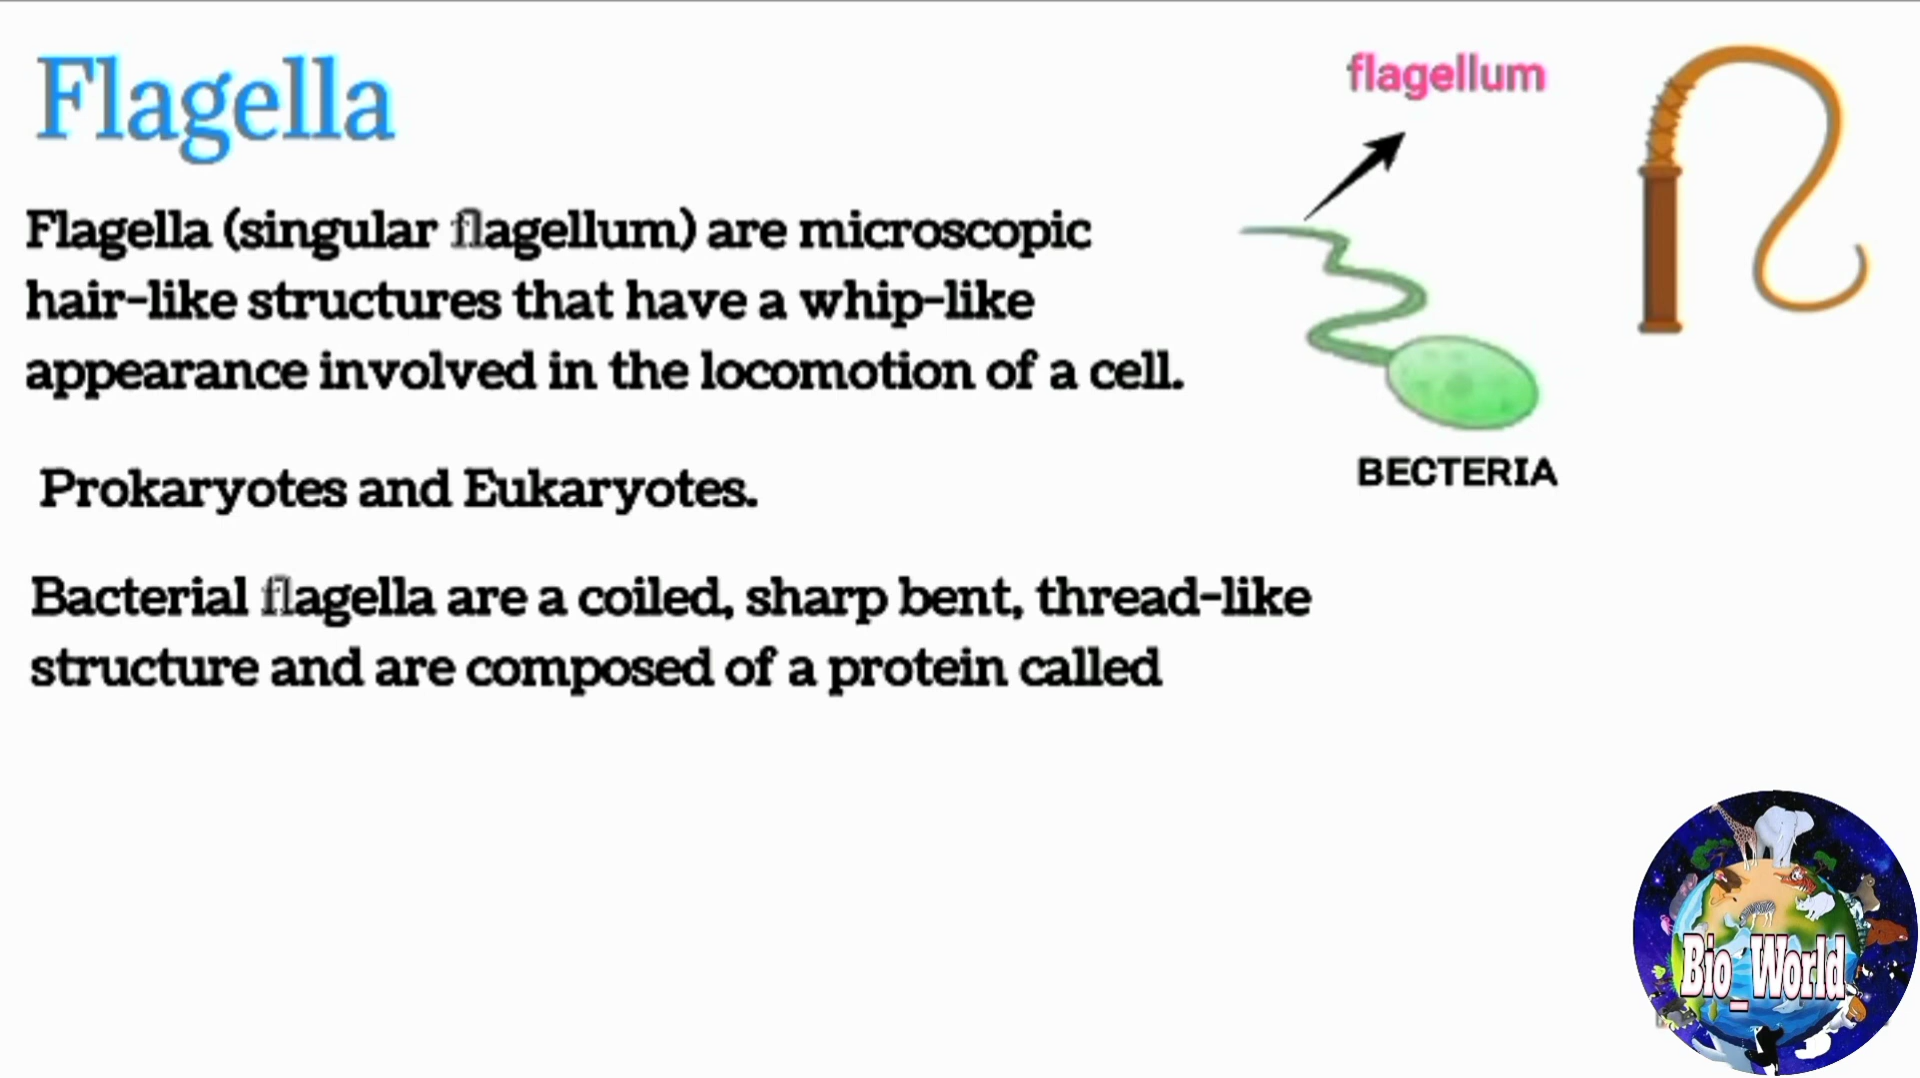 Flagella
flagellum
Flagella (singular flagellum) are microscopic
hair-like structures that have a whip-like
appearance involved in the locomotion of a cell.
BECTERIA
Prokaryotes and Eukaryotes.
Bacterial flagella are a coiled, sharp bent, thread-like
structure and are composed of a protein called
Bio_World